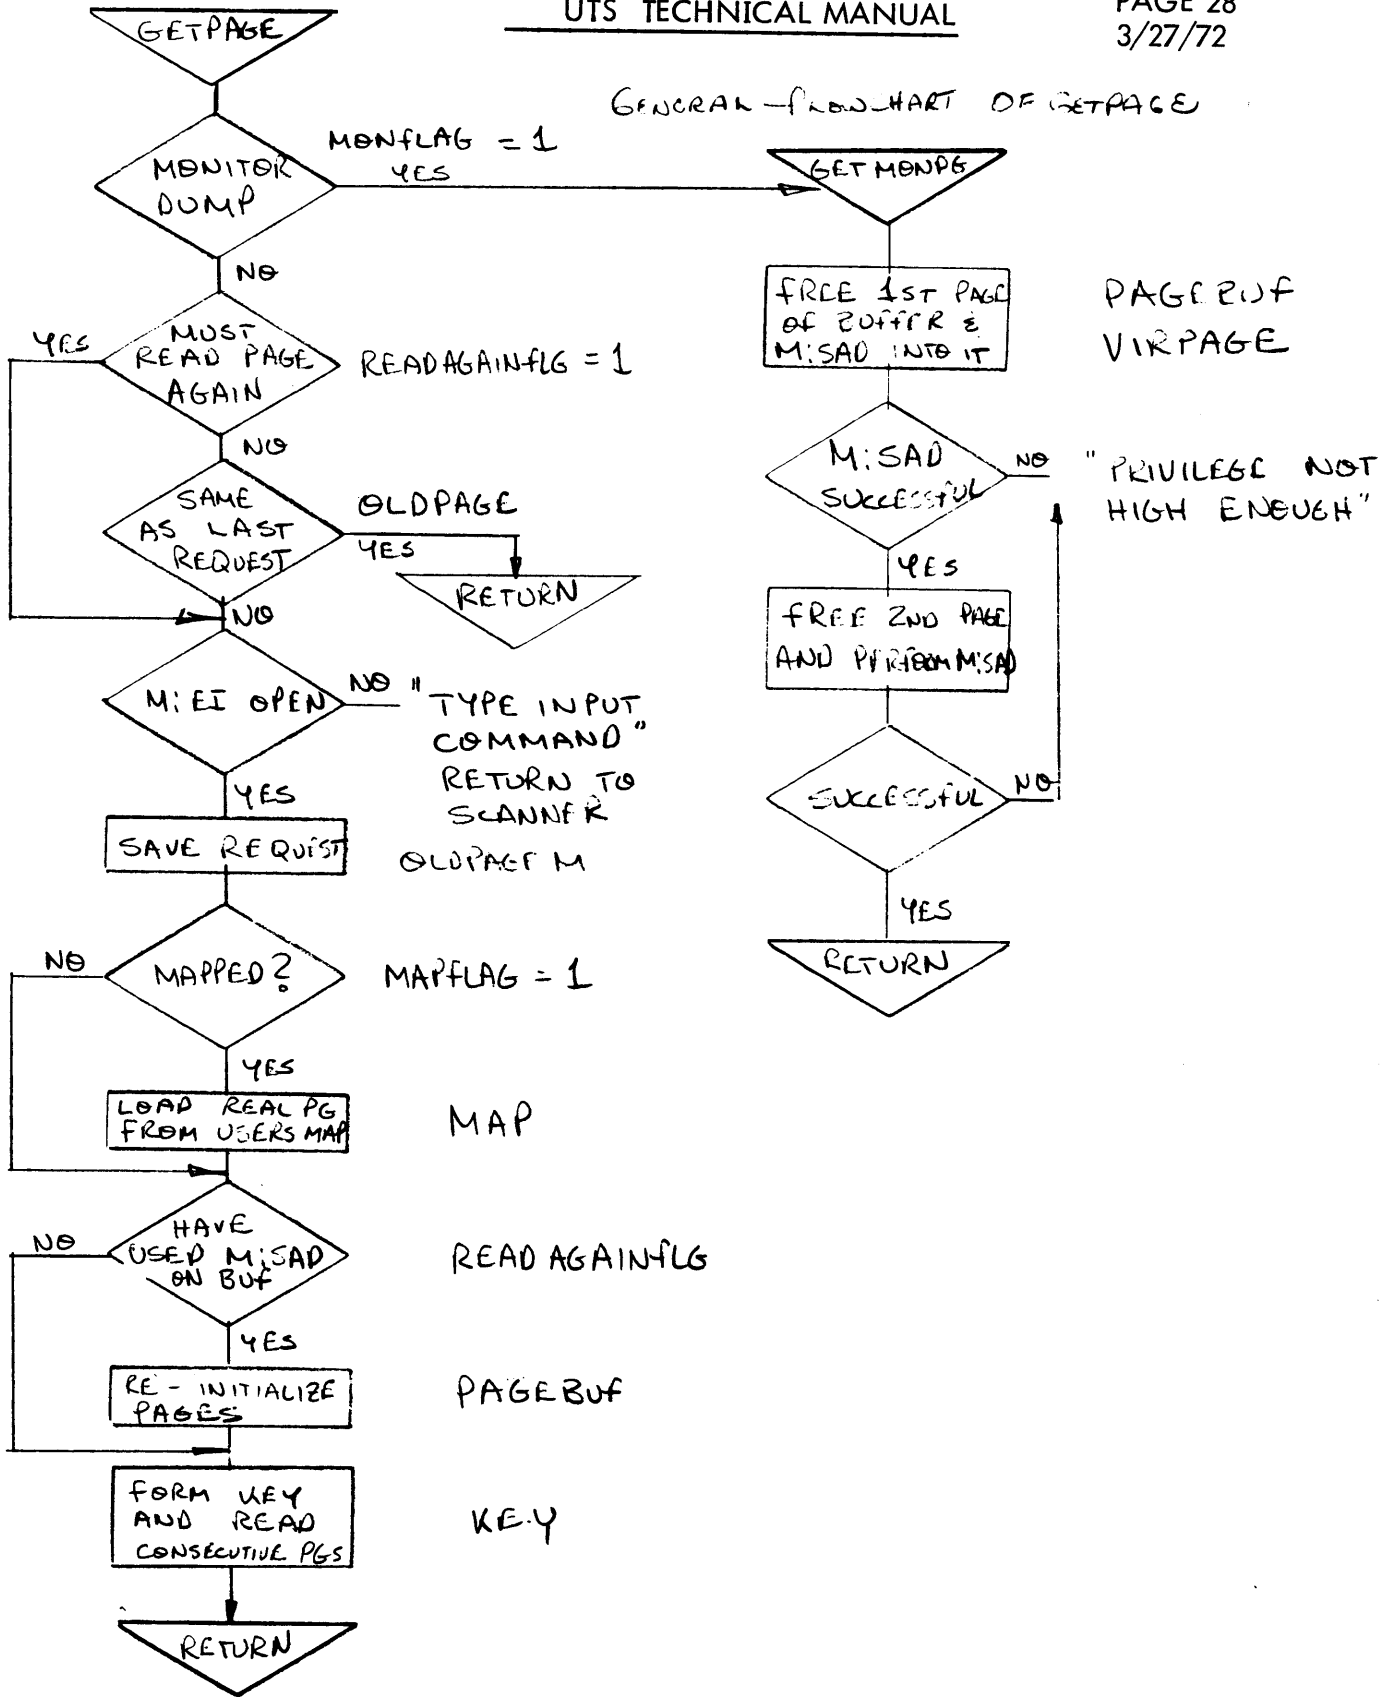 UTS TECHNICAL MANUAL
PAGE 28
3/27/72
GENERAL FLOWCHART OF GETPAGE
GETPAGE
MONITOR
DUMP
MONFLAG = 1
YES
NO
MUST
READ PAGE
AGAIN
YES
READAGAINFLG = 1
NO
SAME
AS LAST
REQUEST
OLDPAGE
YES
RETURN
NO
M:EI OPEN
NO
"TYPE INPUT
COMMAND"
RETURN TO
SCANNER
YES
SAVE REQUEST
OLDPAGE M
MAPPED?
NO
MAPFLAG = 1
YES
LOAD REAL PG
FROM USERS MAP
MAP
HAVE
USED M:SAD
ON BUF
NO
READAGAINFLG
YES
RE-INITIALIZE
PAGES
PAGEBUF
FORM KEY
AND READ
CONSECUTIVE PGS
KEY
RETURN
GETMONPG
FREE 1ST PAGE
OF BUFFER &
M:SAD INTO IT
PAGEBUF
VIRPAGE
M:SAD
SUCCESSFUL
NO
"PRIVILEGE NOT
HIGH ENOUGH"
YES
FREE 2ND PAGE
AND PERFORM M:SAD
SUCCESSFUL
NO
YES
RETURN